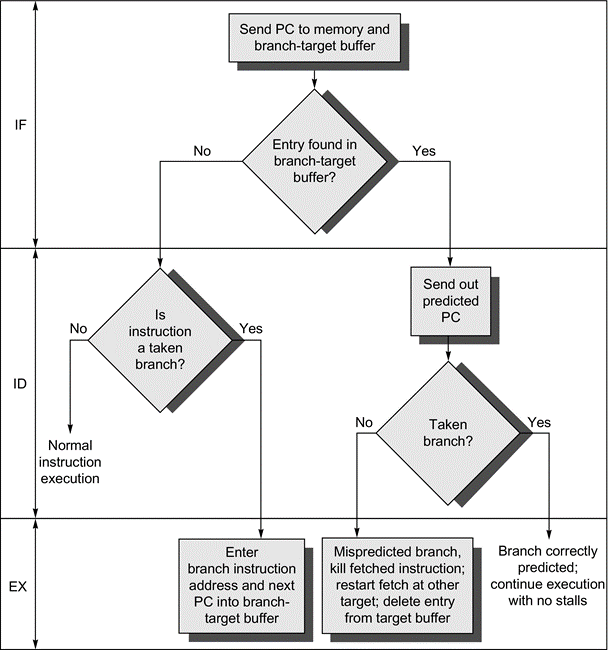 Send PC to memory and
branch-target buffer
IF
Entry found in
branch-target
buffer?
No
Yes
ID
Is
instruction
a taken
branch?
No
Yes
Normal
instruction
execution
Send out
predicted
PC
Taken
branch?
No
Yes
EX
Enter
branch instruction
address and next
PC into branch-
target buffer
Mispredicted branch,
kill fetched instruction;
restart fetch at other
target; delete entry
from target buffer
Branch correctly
predicted;
continue execution
with no stalls